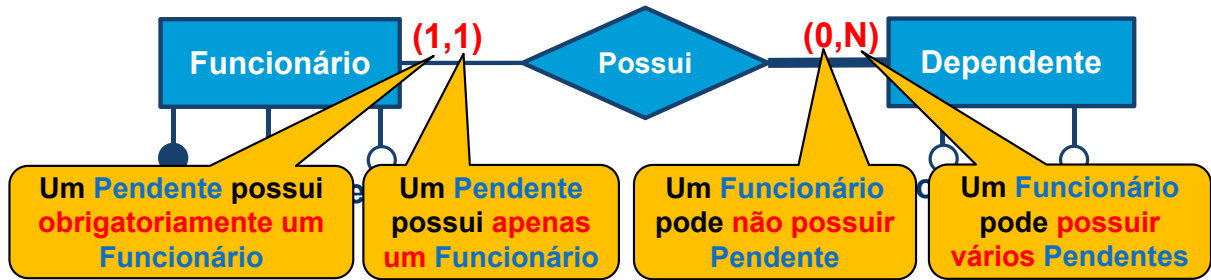 Funcionário
(1,1)
Possui
(0,N)
Dependente
Um Pendente possui
obrigatoriamente um
Funcionário
Um Pendente
possui apenas
um Funcionário
Um Funcionário
pode não possuir
Pendente
Um Funcionário
pode possuir
vários Pendentes